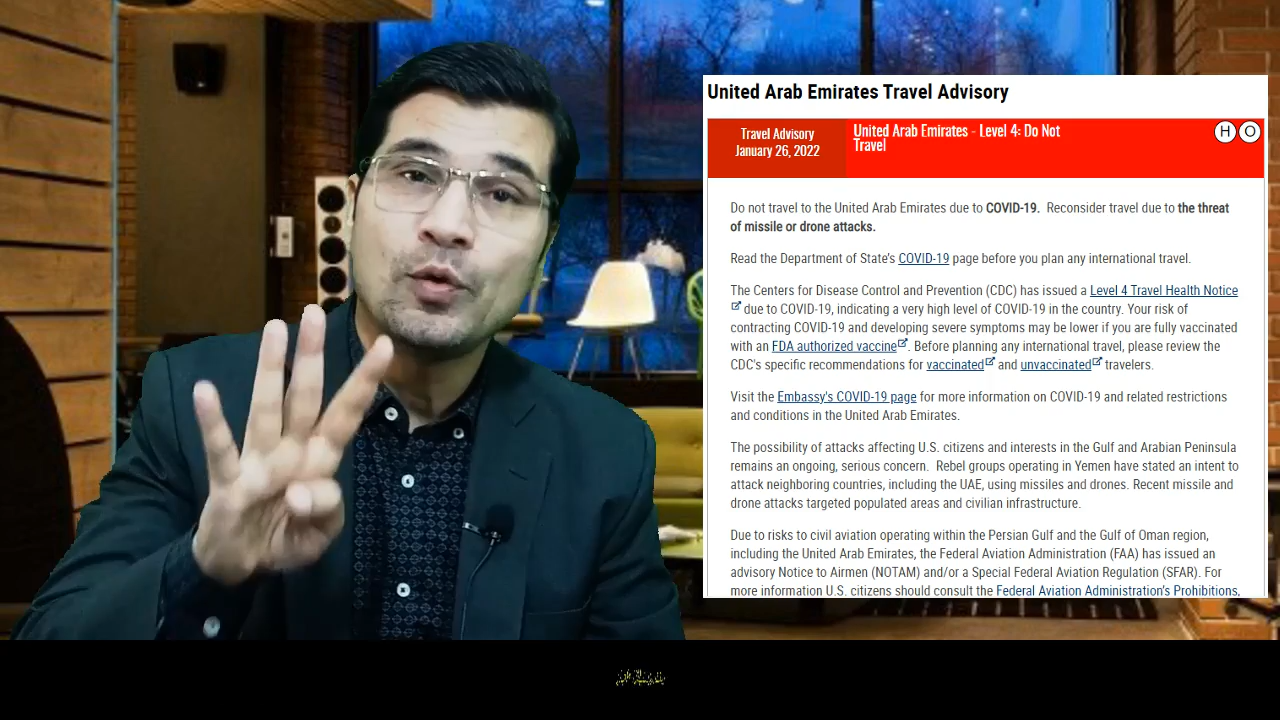 United Arab Emirates Travel Advisory
Travel Advisory
January 26, 2022
United Arab Emirates - Level 4: Do Not
Travel
H O
Do not travel to the United Arab Emirates due to COVID-19. Reconsider travel due to the threat
of missile or drone attacks.
Read the Department of State's COVID-19 page before you plan any international travel.
The Centers for Disease Control and Prevention (CDC) has issued a Level 4 Travel Health Notice
due to COVID-19, indicating a very high level of COVID-19 in the country. Your risk of
contracting COVID-19 and developing severe symptoms may be lower if you are fully vaccinated
with an FDA authorized vaccine. Before planning any international travel, please review the
CDC's specific recommendations for vaccinated and unvaccinated travelers.
Visit the Embassy's COVID-19 page for more information on COVID-19 and related restrictions
and conditions in the United Arab Emirates.
The possibility of attacks affecting U.S. citizens and interests in the Gulf and Arabian Peninsula
remains an ongoing, serious concern. Rebel groups operating in Yemen have stated an intent to
attack neighboring countries, including the UAE, using missiles and drones. Recent missile and
drone attacks targeted populated areas and civilian infrastructure.
Due to risks to civil aviation operating within the Persian Gulf and the Gulf of Oman region,
including the United Arab Emirates, the Federal Aviation Administration (FAA) has issued an
advisory Notice to Airmen (NOTAM) and/or a Special Federal Aviation Regulation (SFAR). For
more information U.S. citizens should consult the Federal Aviation Administration's Prohibitions,